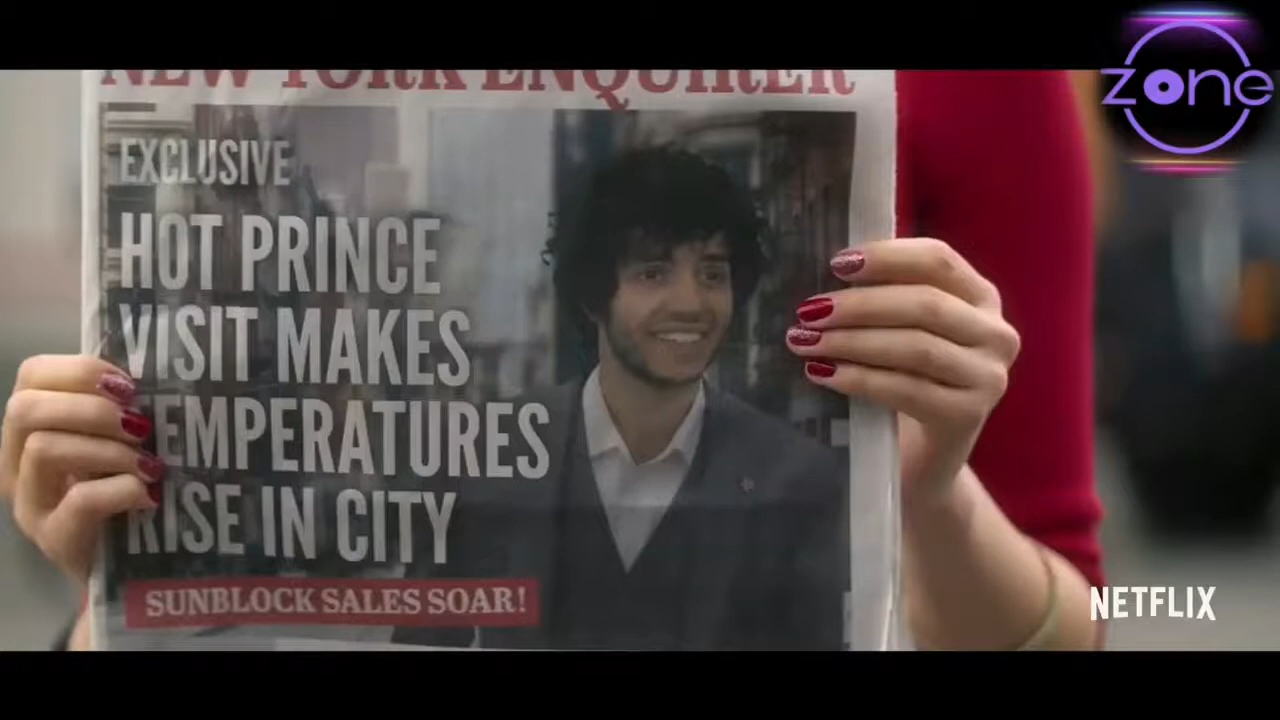 zone
NEW YORK ENQUIRER
EXCLUSIVE
HOT PRINCE
VISIT MAKES
TEMPERATURES
RISE IN CITY
SUNBLOCK SALES SOAR!
NETFLIX